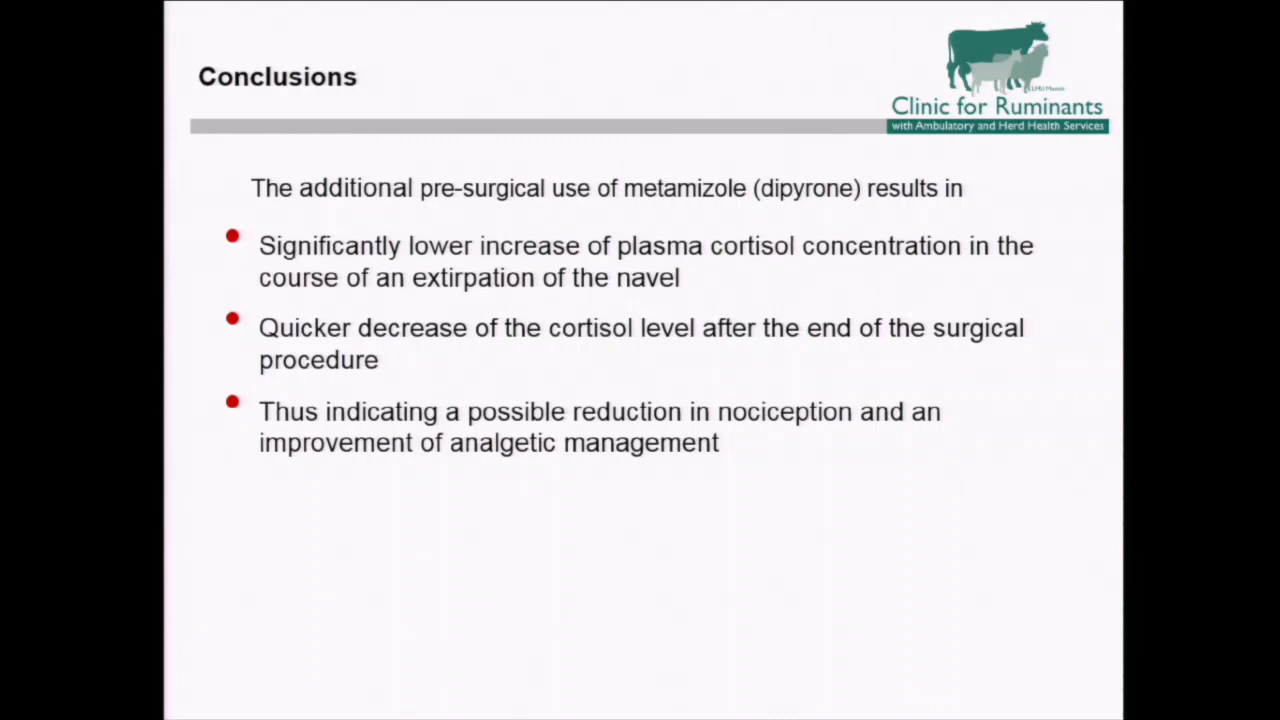 Conclusions
LMU Munich
Clinic for Ruminants
with Ambulatory and Herd Health Services
The additional pre-surgical use of metamizole (dipyrone) results in
Significantly lower increase of plasma cortisol concentration in the
course of an extirpation of the navel
Quicker decrease of the cortisol level after the end of the surgical
procedure
Thus indicating a possible reduction in nociception and an
improvement of analgetic management